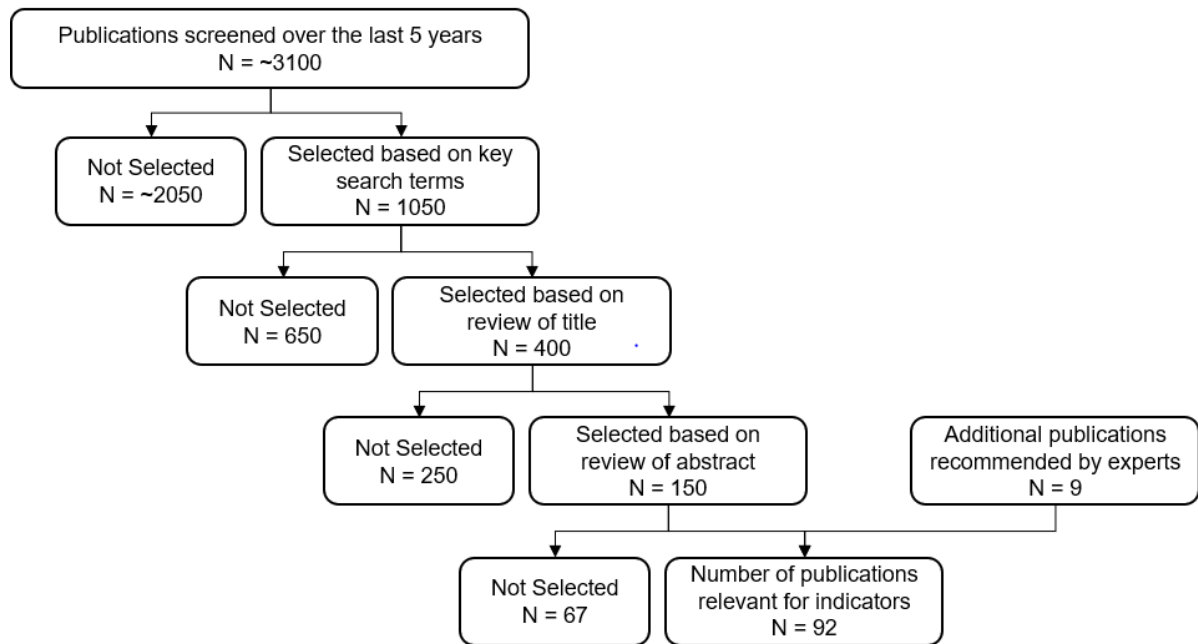 Publications screened over the last 5 years
N = ~3100
Not Selected
N = ~2050
Selected based on key
search terms
N = 1050
Not Selected
N = 650
Selected based on
review of title
N = 400
Not Selected
N = 250
Selected based on
review of abstract
N = 150
Additional publications
recommended by experts
N = 9
Not Selected
N = 67
Number of publications
relevant for indicators
N = 92